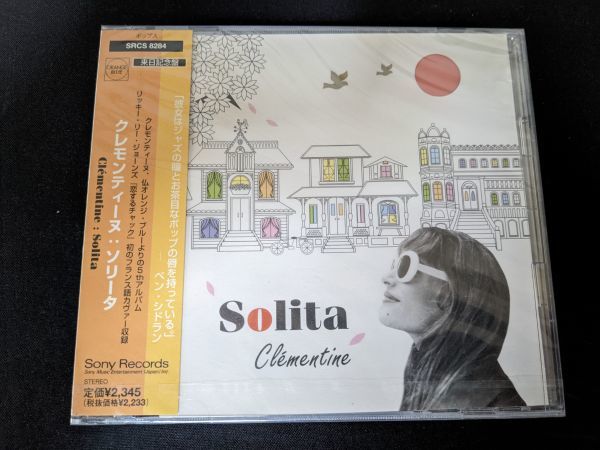 ポップス
SRCS 8284
ORANGE
BLUE
来日記念盤
「彼女はジャズの瞳とお茶目なポップの唇を持っている。」
― ベン・シドラン
クレモンティーヌ、仏オレンジ・ブルーよりの5thアルバム
リッキー・リー・ジョーンズ「恋するチャック」初のフランス語カヴァー収録
クレモンティーヌ：ソリータ
Clémentine : Solita
Sony Records
Sony Music Entertainment (Japan) Inc.
STEREO
定価¥2,345
(税抜価格¥2,233)
Solita
Clémentine